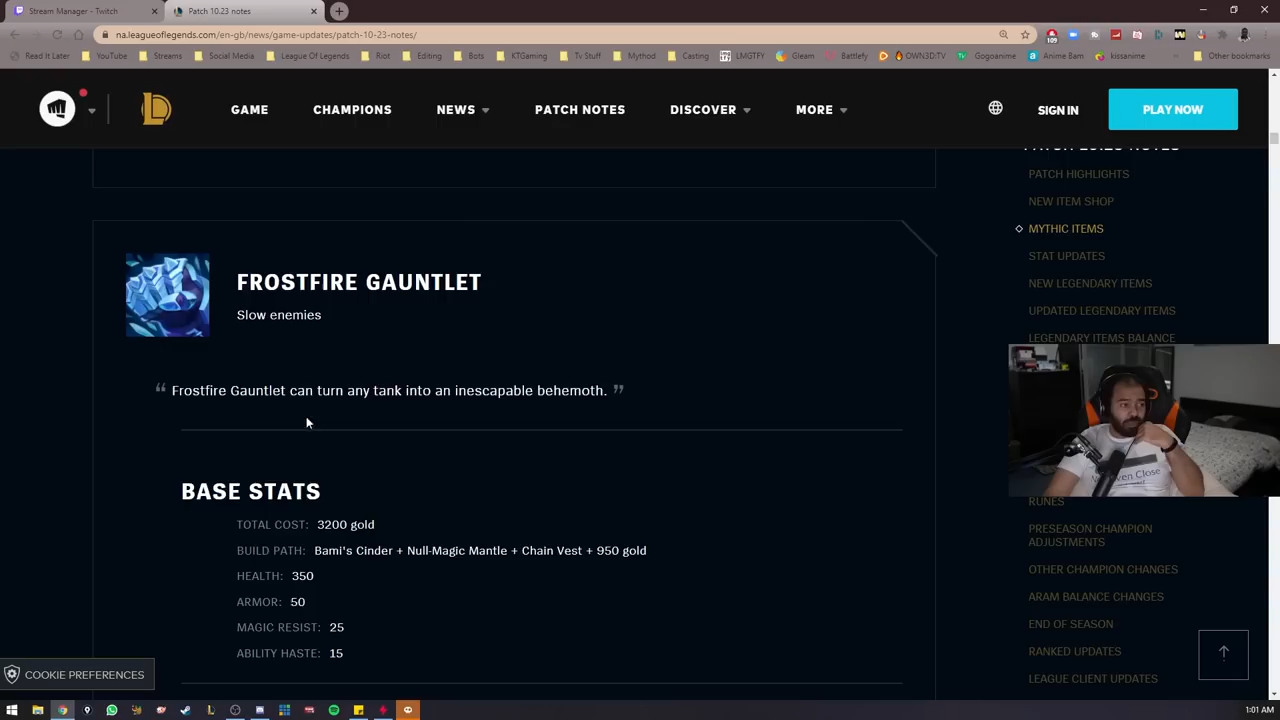 Stream Manager - Twitch
Patch 10.23 notes
na.leagueoflegends.com/en-gb/news/game-updates/patch-10-23-notes/
109
Read It Later YouTube Streams Social Media League Of Legends Riot Editing Bots KTGaming Tv Stuff Mythod Casting LMGTFY Gleam Battlefy OWN3D.TV Gogoanime Anime Bam kissanime Other bookmarks
GAME CHAMPIONS NEWS PATCH NOTES DISCOVER MORE SIGN IN PLAY NOW
PATCH 10.23 NOTES
PATCH HIGHLIGHTS
NEW ITEM SHOP
MYTHIC ITEMS
STAT UPDATES
NEW LEGENDARY ITEMS
UPDATED LEGENDARY ITEMS
LEGENDARY ITEMS BALANCE
RUNES
PRESEASON CHAMPION
ADJUSTMENTS
OTHER CHAMPION CHANGES
ARAM BALANCE CHANGES
END OF SEASON
RANKED UPDATES
LEAGUE CLIENT UPDATES
FROSTFIRE GAUNTLET
Slow enemies
“ Frostfire Gauntlet can turn any tank into an inescapable behemoth. ”
BASE STATS
TOTAL COST: 3200 gold
BUILD PATH: Bami's Cinder + Null-Magic Mantle + Chain Vest + 950 gold
HEALTH: 350
ARMOR: 50
MAGIC RESIST: 25
ABILITY HASTE: 15
COOKIE PREFERENCES
1:01 AM